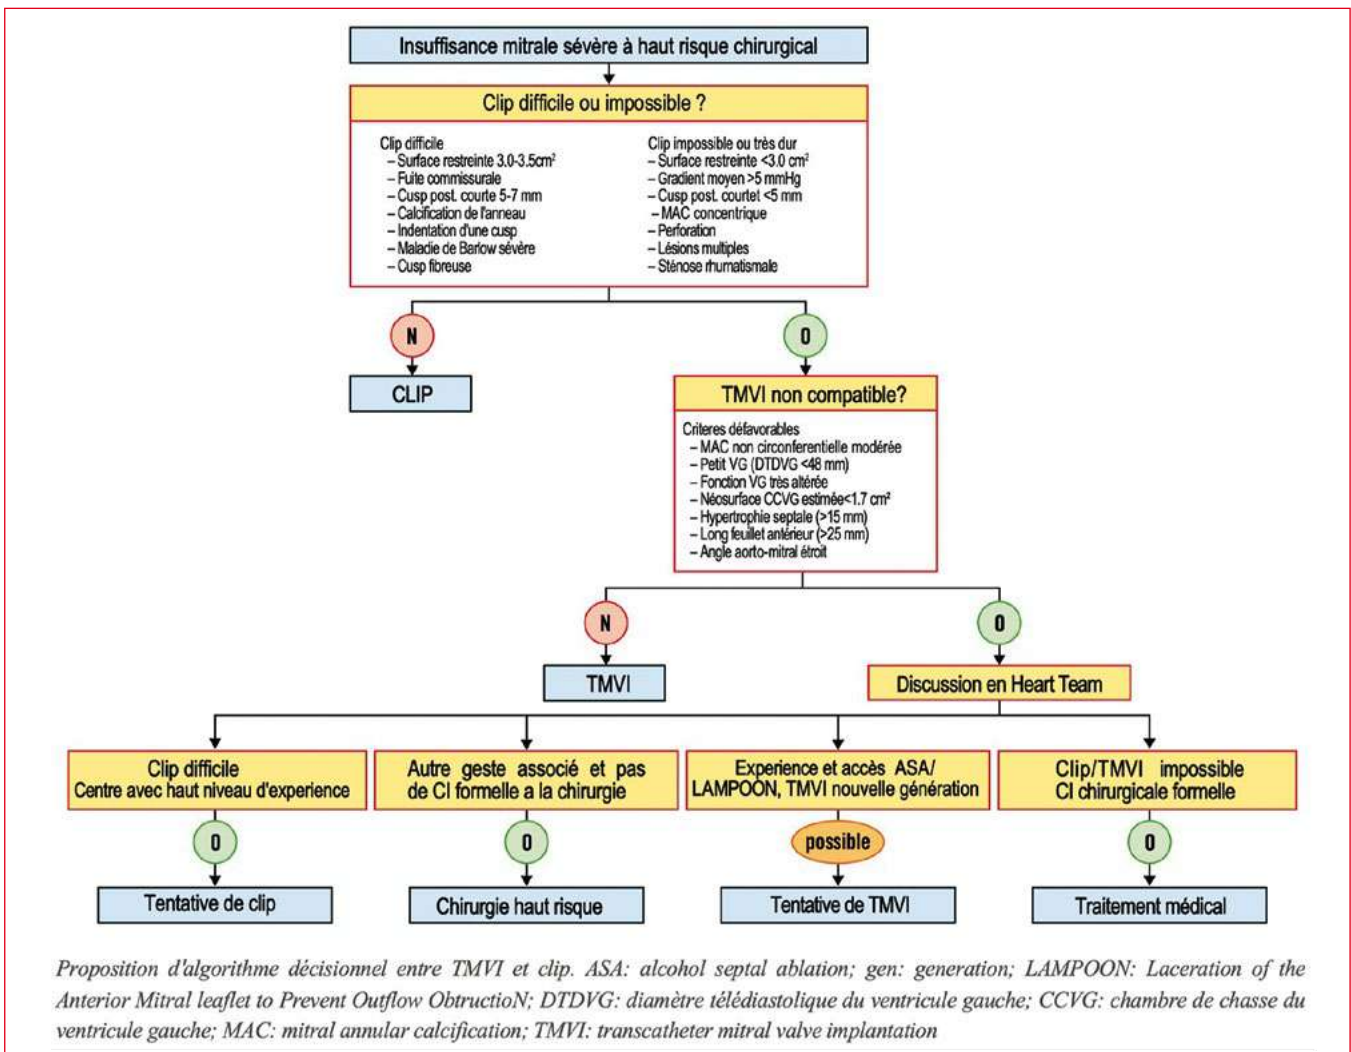 Insuffisance mitrale sévère à haut risque chirurgical
Clip difficile ou impossible ?
Clip difficile
– Surface restreinte 3.0-3.5cm²
– Fuite commissurale
– Cusp post. courte 5-7 mm
– Calcification de l'anneau
– Indentation d'une cusp
– Maladie de Barlow sévère
– Cusp fibreuse
Clip impossible ou très dur
– Surface restreinte <3.0 cm²
– Gradient moyen >5 mmHg
– Cusp post. courtet <5 mm
– MAC concentrique
– Perforation
– Lésions multiples
– Sténose rhumatismale
N
O
CLIP
TMVI non compatible?
Criteres défavorables
– MAC non circonferentielle modérée
– Petit VG (DTDVG <48 mm)
– Fonction VG très altérée
– Néosurface CCVG estimée<1.7 cm²
– Hypertrophie septale (>15 mm)
– Long feuillet antérieur (>25 mm)
– Angle aorto-mitral étroit
N
O
TMVI
Discussion en Heart Team
Clip difficile
Centre avec haut niveau d'experience
Autre geste associé et pas
de CI formelle a la chirurgie
Experience et accès ASA/
LAMPOON, TMVI nouvelle génération
Clip/TMVI impossible
CI chirurgicale formelle
O
O
possible
O
Tentative de clip
Chirurgie haut risque
Tentative de TMVI
Traitement médical
Proposition d'algorithme décisionnel entre TMVI et clip. ASA: alcohol septal ablation; gen: generation; LAMPOON: Laceration of the
Anterior Mitral leaflet to Prevent Outflow ObtructioN; DTDVG: diamètre télédiastolique du ventricule gauche; CCVG: chambre de chasse du
ventricule gauche; MAC: mitral annular calcification; TMVI: transcatheter mitral valve implantation